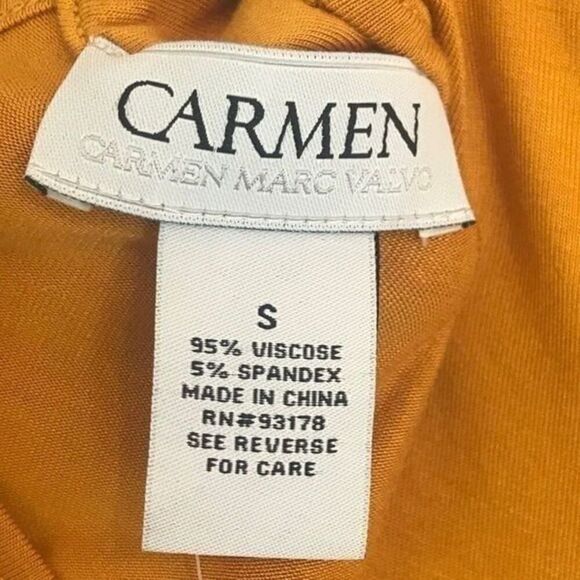 CARMEN
CARMEN MARC VALVO
S
95% VISCOSE
5% SPANDEX
MADE IN CHINA
RN#93178
SEE REVERSE
FOR CARE